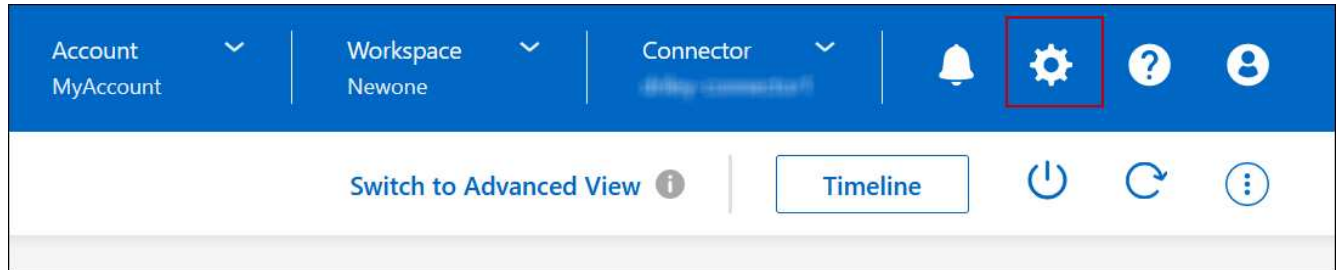 Account
MyAccount
Workspace
Newone
Connector
Switch to Advanced View
Timeline